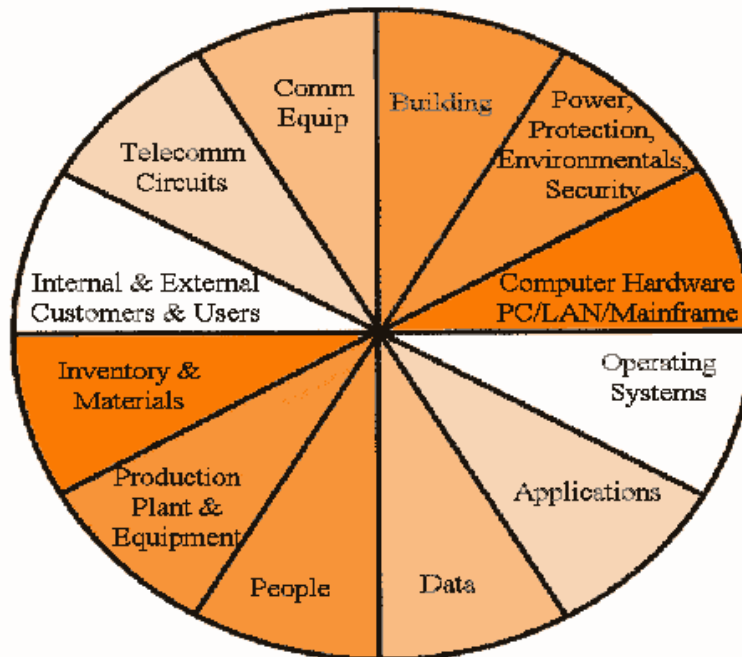 Comm
Equip
Building
Power,
Protection,
Environmentals,
Security
Telecomm
Circuits
Internal & External
Customers & Users
Computer Hardware
PC/LAN/Mainframe
Inventory &
Materials
Operating
Systems
Production
Plant &
Equipment
Applications
People
Data